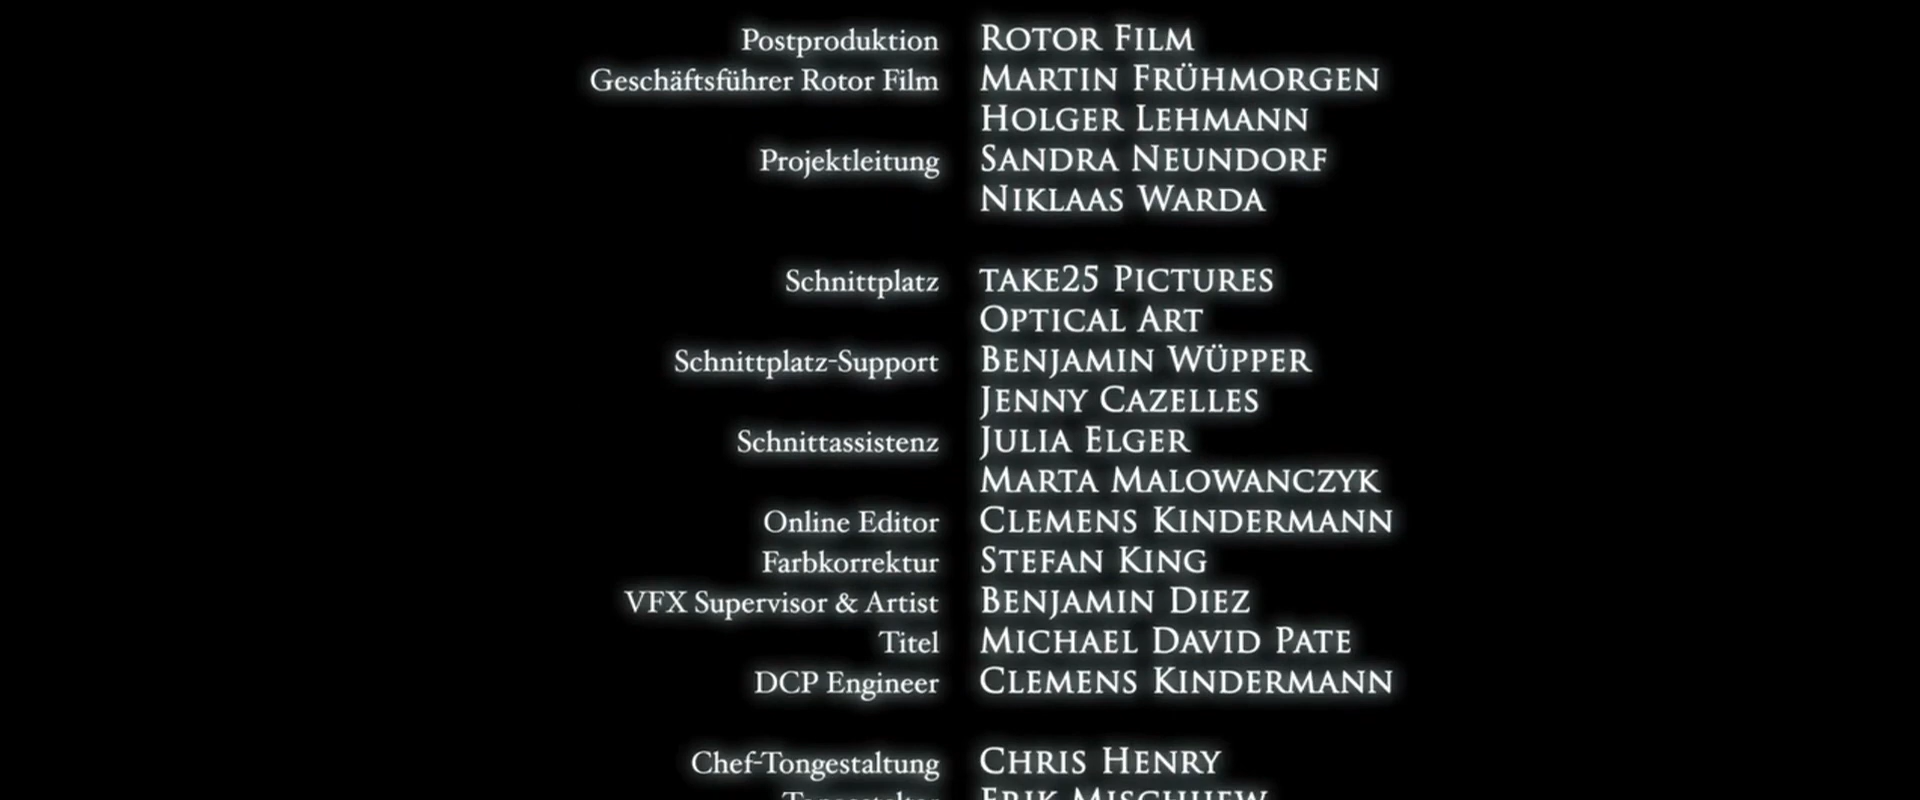 Postproduktion ROTOR FILM
Geschäftsführer Rotor Film MARTIN FRÜHMORGEN
HOLGER LEHMANN
Projektleitung SANDRA NEUNDORF
NIKLAAS WARDA
Schnittplatz TAKE25 PICTURES
OPTICAL ART
Schnittplatz-Support BENJAMIN WÜPPER
JENNY CAZELLES
Schnittassistenz JULIA ELGER
MARTA MALOWANCZYK
Online Editor CLEMENS KINDERMANN
Farbkorrektur STEFAN KING
VFX Supervisor & Artist BENJAMIN DIEZ
Titel MICHAEL DAVID PATE
DCP Engineer CLEMENS KINDERMANN
Chef-Tongestaltung CHRIS HENRY
ERIK